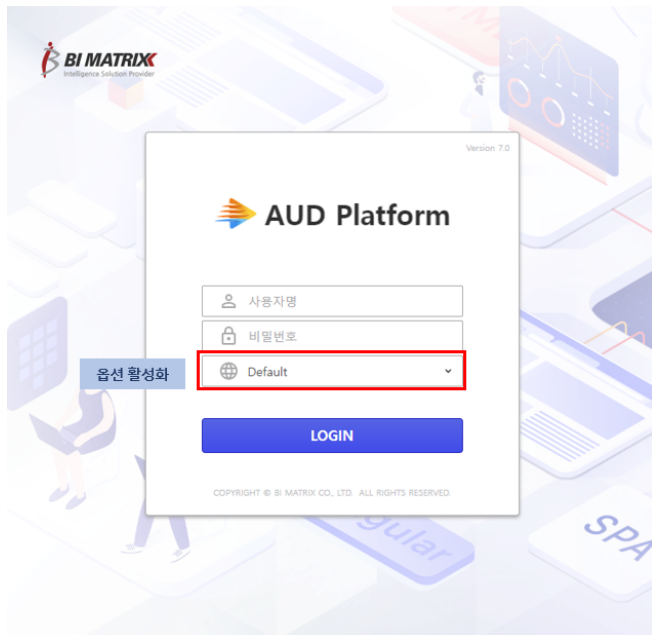 BI MATRIX
Intelligence Solution Provider
Version 7.0
AUD Platform
사용자명
비밀번호
옵션 활성화
Default
LOGIN
COPYRIGHT © BI MATRIX CO., LTD. ALL RIGHTS RESERVED.
gular
SPA